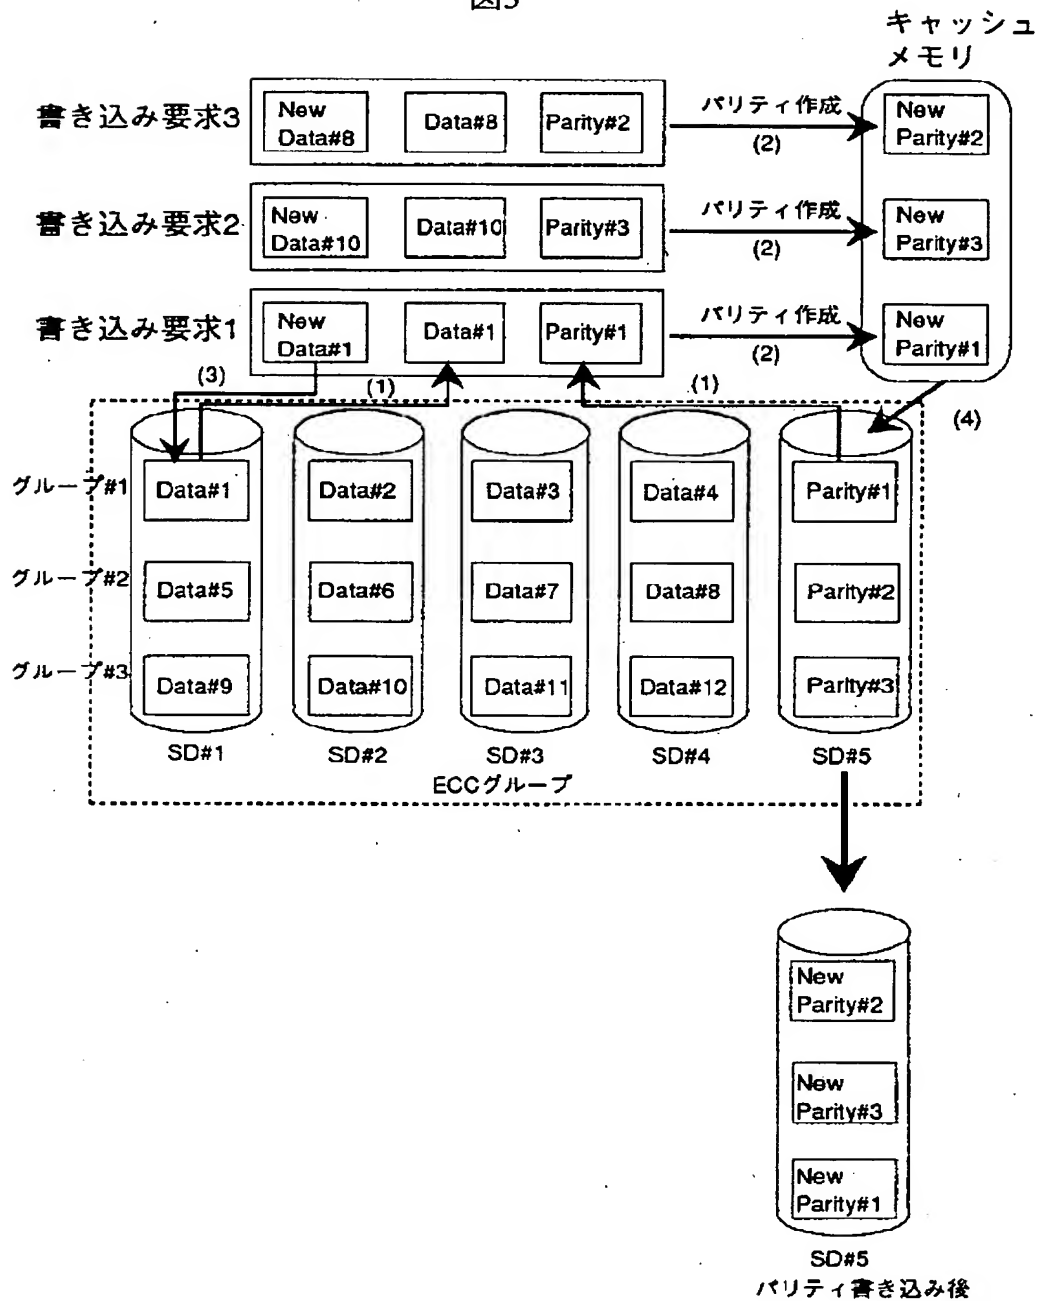 図5
キャッシュ
メモリ
書き込み要求3
New
Data#8
Data#8
Parity#2
パリティ作成
(2)
New
Parity#2
書き込み要求2
New
Data#10
Data#10
Parity#3
パリティ作成
(2)
New
Parity#3
書き込み要求1
New
Data#1
Data#1
Parity#1
パリティ作成
(2)
New
Parity#1
(3)
(1)
(1)
(4)
グループ#1
Data#1
Data#2
Data#3
Data#4
Parity#1
グループ#2
Data#5
Data#6
Data#7
Data#8
Parity#2
グループ#3
Data#9
Data#10
Data#11
Data#12
Parity#3
SD#1
SD#2
SD#3
SD#4
SD#5
ECCグループ
New
Parity#2
New
Parity#3
New
Parity#1
SD#5
パリティ書き込み後